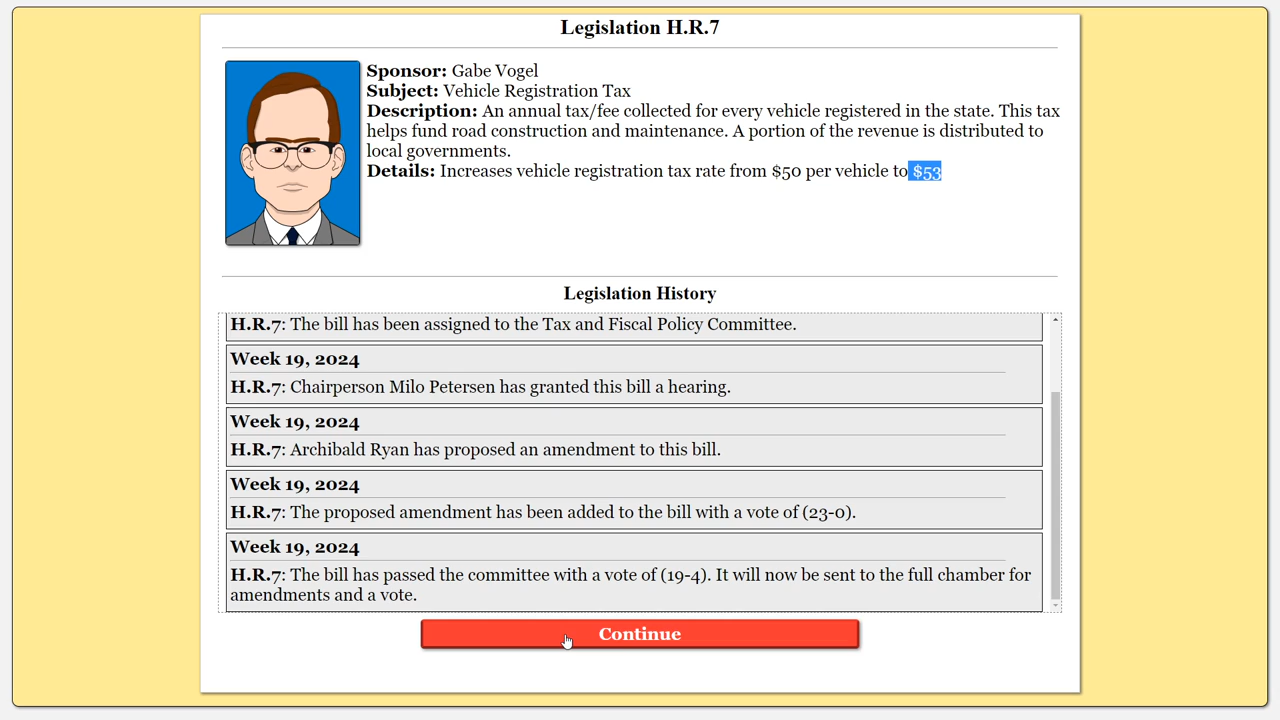 Legislation H.R.7
Sponsor: Gabe Vogel
Subject: Vehicle Registration Tax
Description: An annual tax/fee collected for every vehicle registered in the state. This tax
helps fund road construction and maintenance. A portion of the revenue is distributed to
local governments.
Details: Increases vehicle registration tax rate from $50 per vehicle to $53
Legislation History
H.R.7: The bill has been assigned to the Tax and Fiscal Policy Committee.
Week 19, 2024
H.R.7: Chairperson Milo Petersen has granted this bill a hearing.
Week 19, 2024
H.R.7: Archibald Ryan has proposed an amendment to this bill.
Week 19, 2024
H.R.7: The proposed amendment has been added to the bill with a vote of (23-0).
Week 19, 2024
H.R.7: The bill has passed the committee with a vote of (19-4). It will now be sent to the full chamber for
amendments and a vote.
Continue